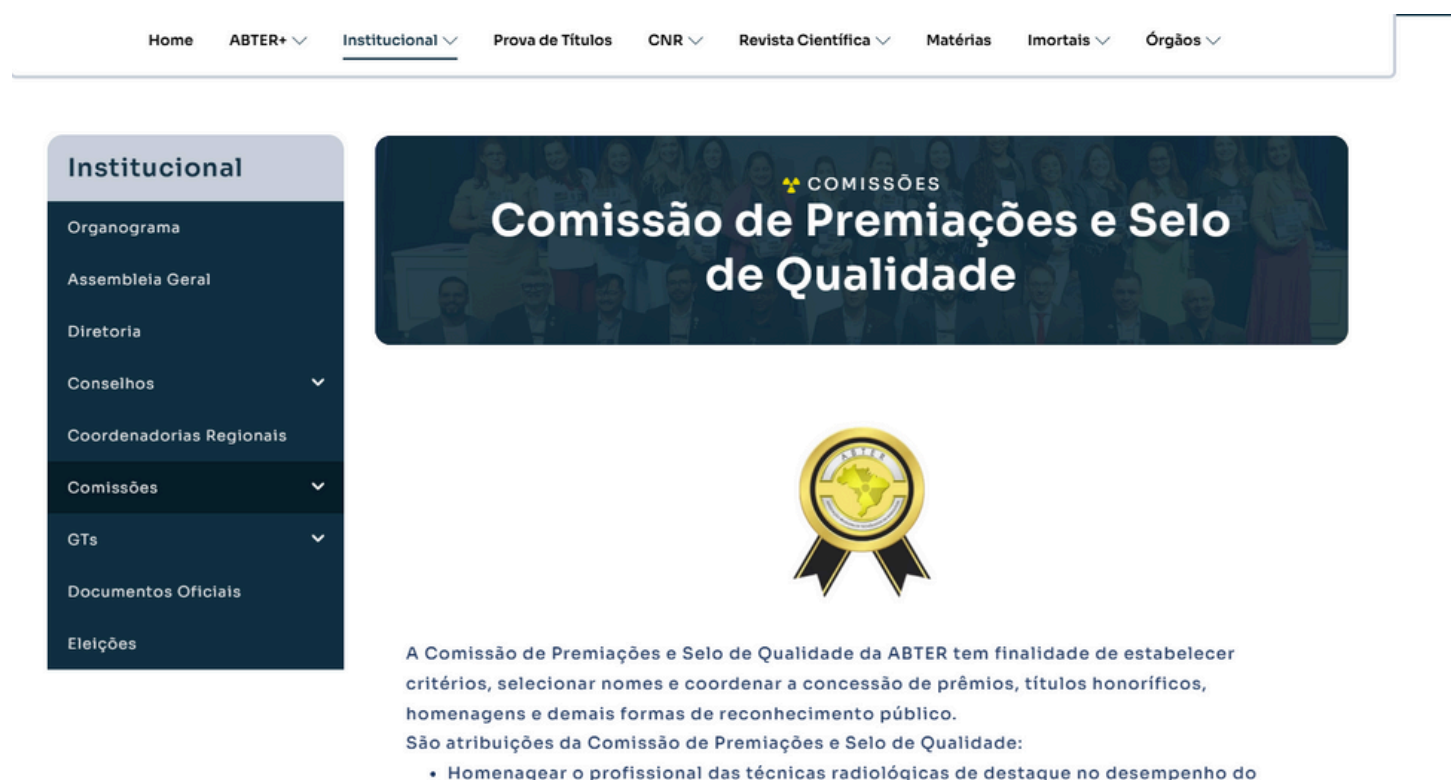 Home ABTER+ Institucional Prova de Títulos CNR Revista Científica Matérias Imortais Órgãos
Institucional
Organograma
Assembleia Geral
Diretoria
Conselhos
Coordenadorias Regionais
Comissões
GTs
Documentos Oficiais
Eleições
COMISSÕES
Comissão de Premiações e Selo
de Qualidade
ABTER
A Comissão de Premiações e Selo de Qualidade da ABTER tem finalidade de estabelecer
critérios, selecionar nomes e coordenar a concessão de prêmios, títulos honoríficos,
homenagens e demais formas de reconhecimento público.
São atribuições da Comissão de Premiações e Selo de Qualidade:
• Homenagear o profissional das técnicas radiológicas de destaque no desempenho do